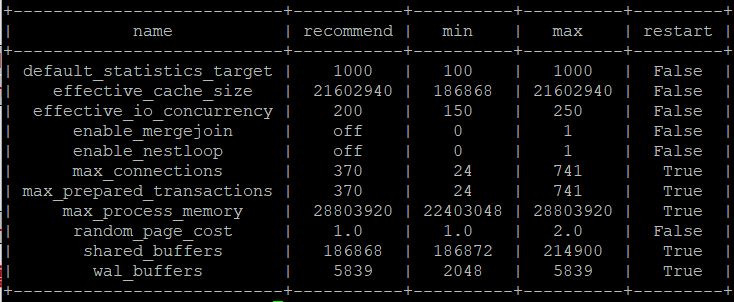 +---------------------------+-----------+----------+----------+---------+
| name | recommend | min | max | restart |
+---------------------------+-----------+----------+----------+---------+
| default_statistics_target | 1000 | 100 | 1000 | False |
| effective_cache_size | 21602940 | 186868 | 21602940 | False |
| effective_io_concurrency | 200 | 150 | 250 | False |
| enable_mergejoin | off | 0 | 1 | False |
| enable_nestloop | off | 0 | 1 | False |
| max_connections | 370 | 24 | 741 | True |
| max_prepared_transactions | 370 | 24 | 741 | True |
| max_process_memory | 28803920 | 22403048 | 28803920 | True |
| random_page_cost | 1.0 | 1.0 | 2.0 | False |
| shared_buffers | 186868 | 186872 | 214900 | True |
| wal_buffers | 5839 | 2048 | 5839 | True |
+---------------------------+-----------+----------+----------+---------+